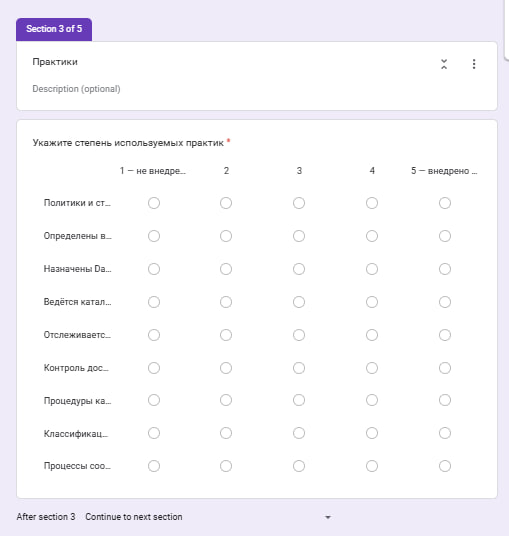 Section 3 of 5
Практики
Description (optional)
Укажите степень используемых практик *
1 — не внедре... 2 3 4 5 — внедрено ...
Политики и ст...
Определены в...
Назначены Da...
Ведётся катал...
Отслеживаетс...
Контроль дос...
Процедуры ка...
Классификац...
Процессы соо...
After section 3 Continue to next section